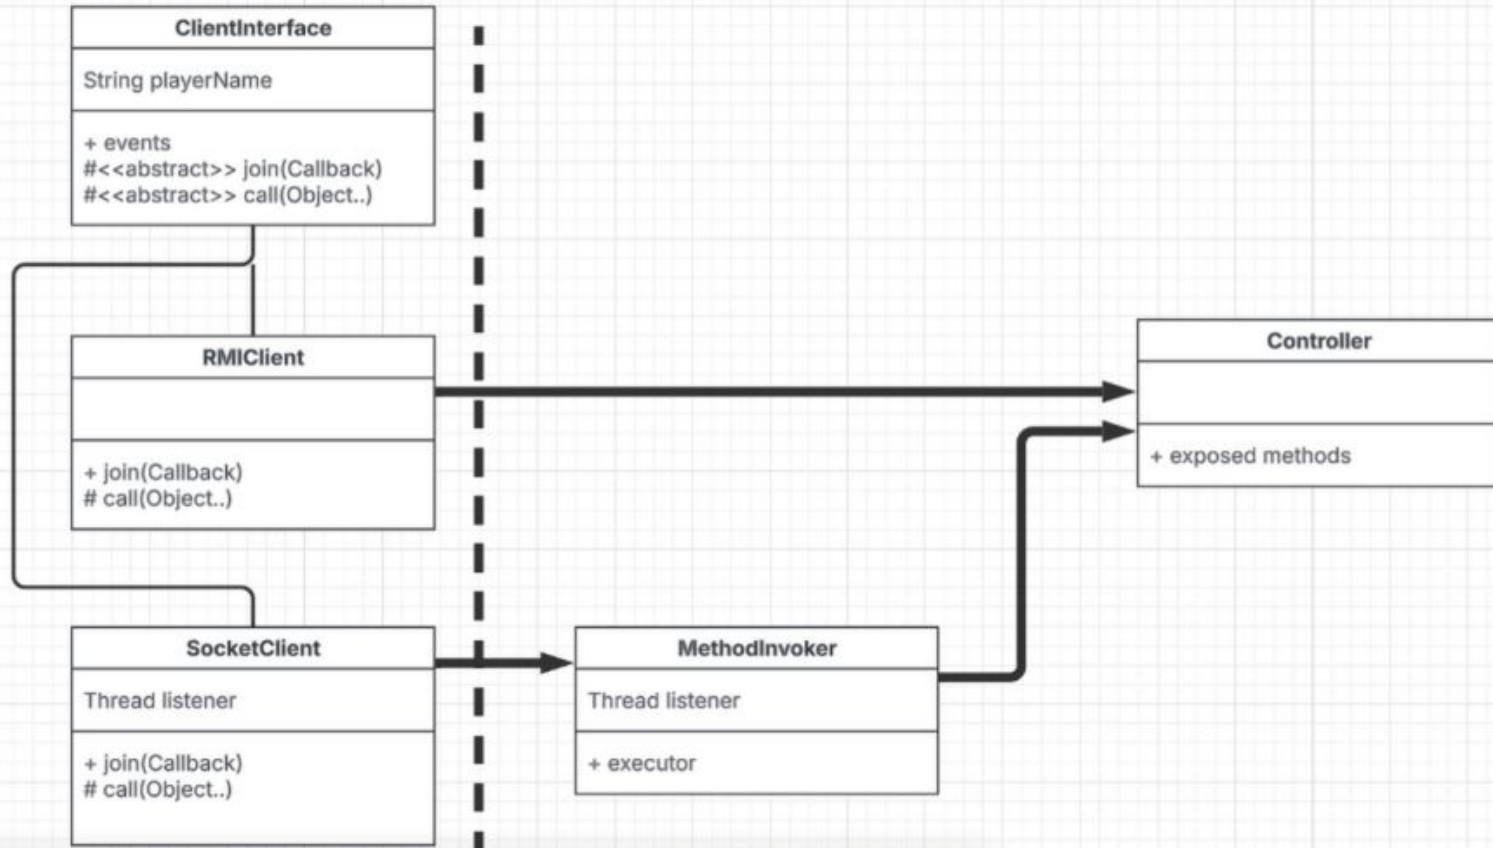 ClientInterface
String playerName
+ events
#<<abstract>> join(Callback)
#<<abstract>> call(Object..)
RMIClient
+ join(Callback)
# call(Object..)
SocketClient
Thread listener
+ join(Callback)
# call(Object..)
MethodInvoker
Thread listener
+ executor
Controller
+ exposed methods